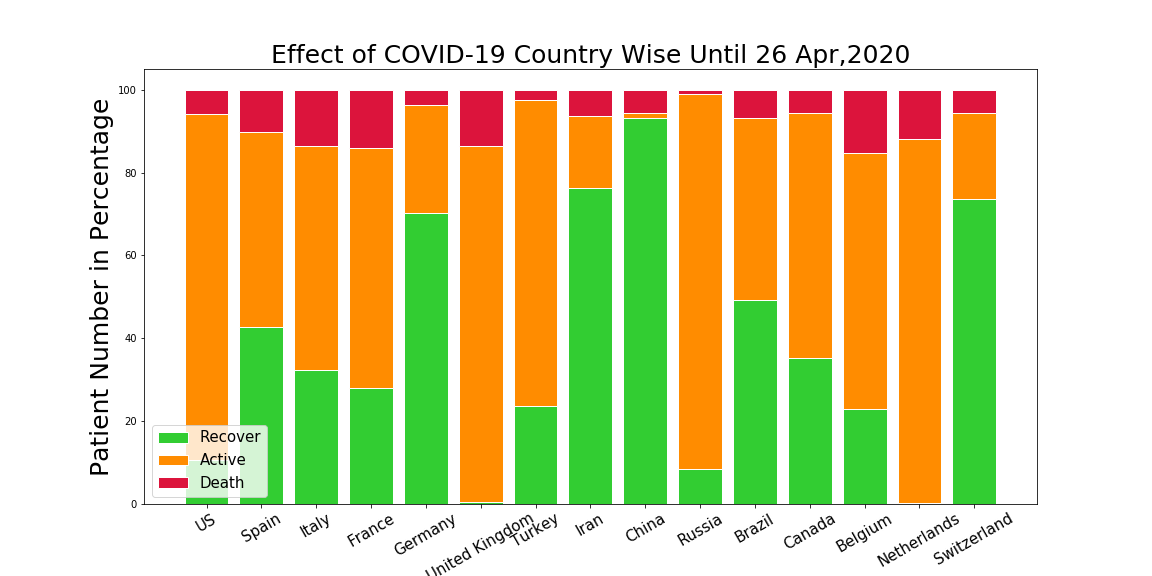 Effect of COVID-19 Country Wise Until 26 Apr,2020
Patient Number in Percentage
100
80
60
40
20
0
Recover
Active
Death
US
Spain
Italy
France
Germany
United Kingdom
Turkey
Iran
China
Russia
Brazil
Canada
Belgium
Netherlands
Switzerland